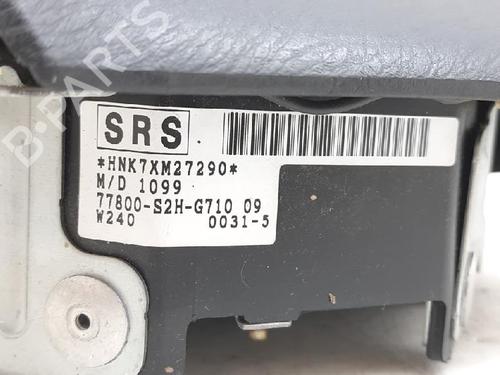 SRS
*HNK7XM27290*
M/D 1099
77800-S2H-G710 09
W240 0031-5
B-PARTS